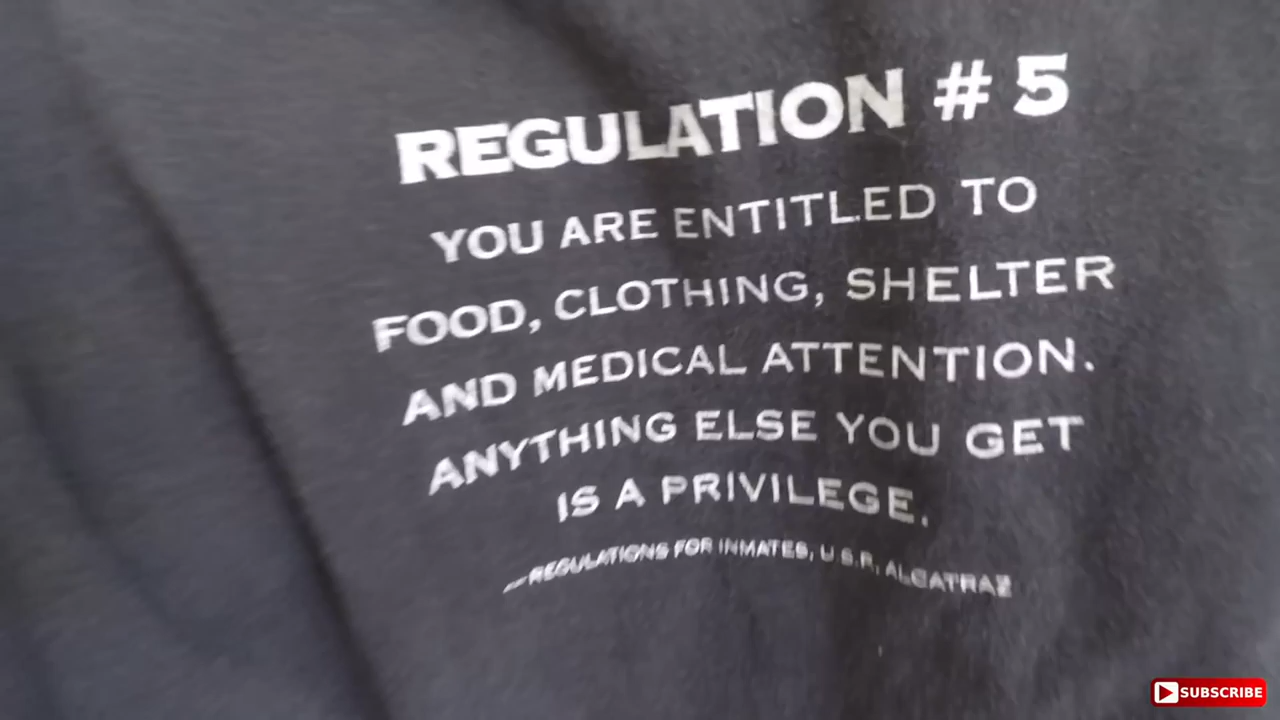 REGULATION # 5
YOU ARE ENTITLED TO
FOOD, CLOTHING, SHELTER
AND MEDICAL ATTENTION.
ANYTHING ELSE YOU GET
IS A PRIVILEGE.
—REGULATIONS FOR INMATES, U.S.P., ALCATRAZ
SUBSCRIBE